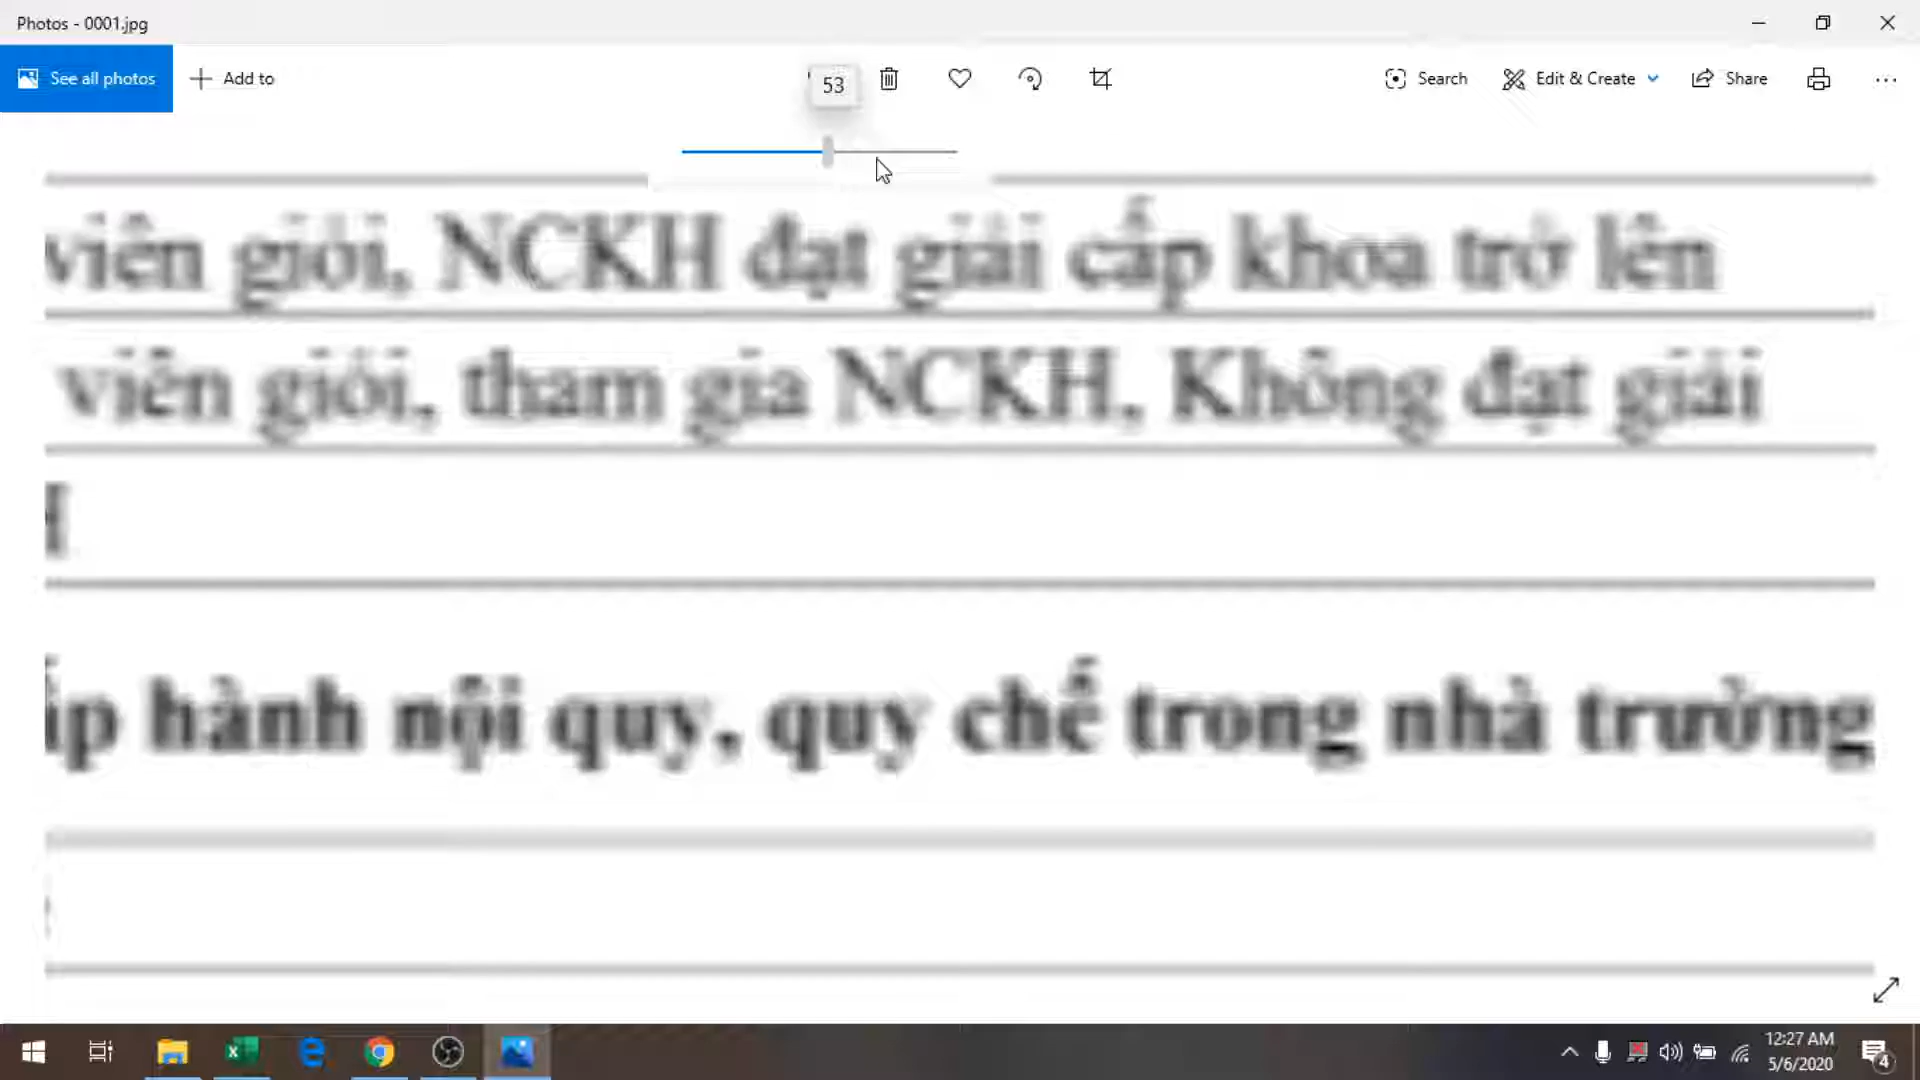 Photos - 0001.jpg
See all photos
Add to
53
Search
Edit & Create
Share
viên giỏi, NCKH đạt giải cấp khoa trở lên
viên giỏi, tham gia NCKH, Không đạt giải
hành nội quy, quy chế trong nhà trường
12:27 AM
5/6/2020
4